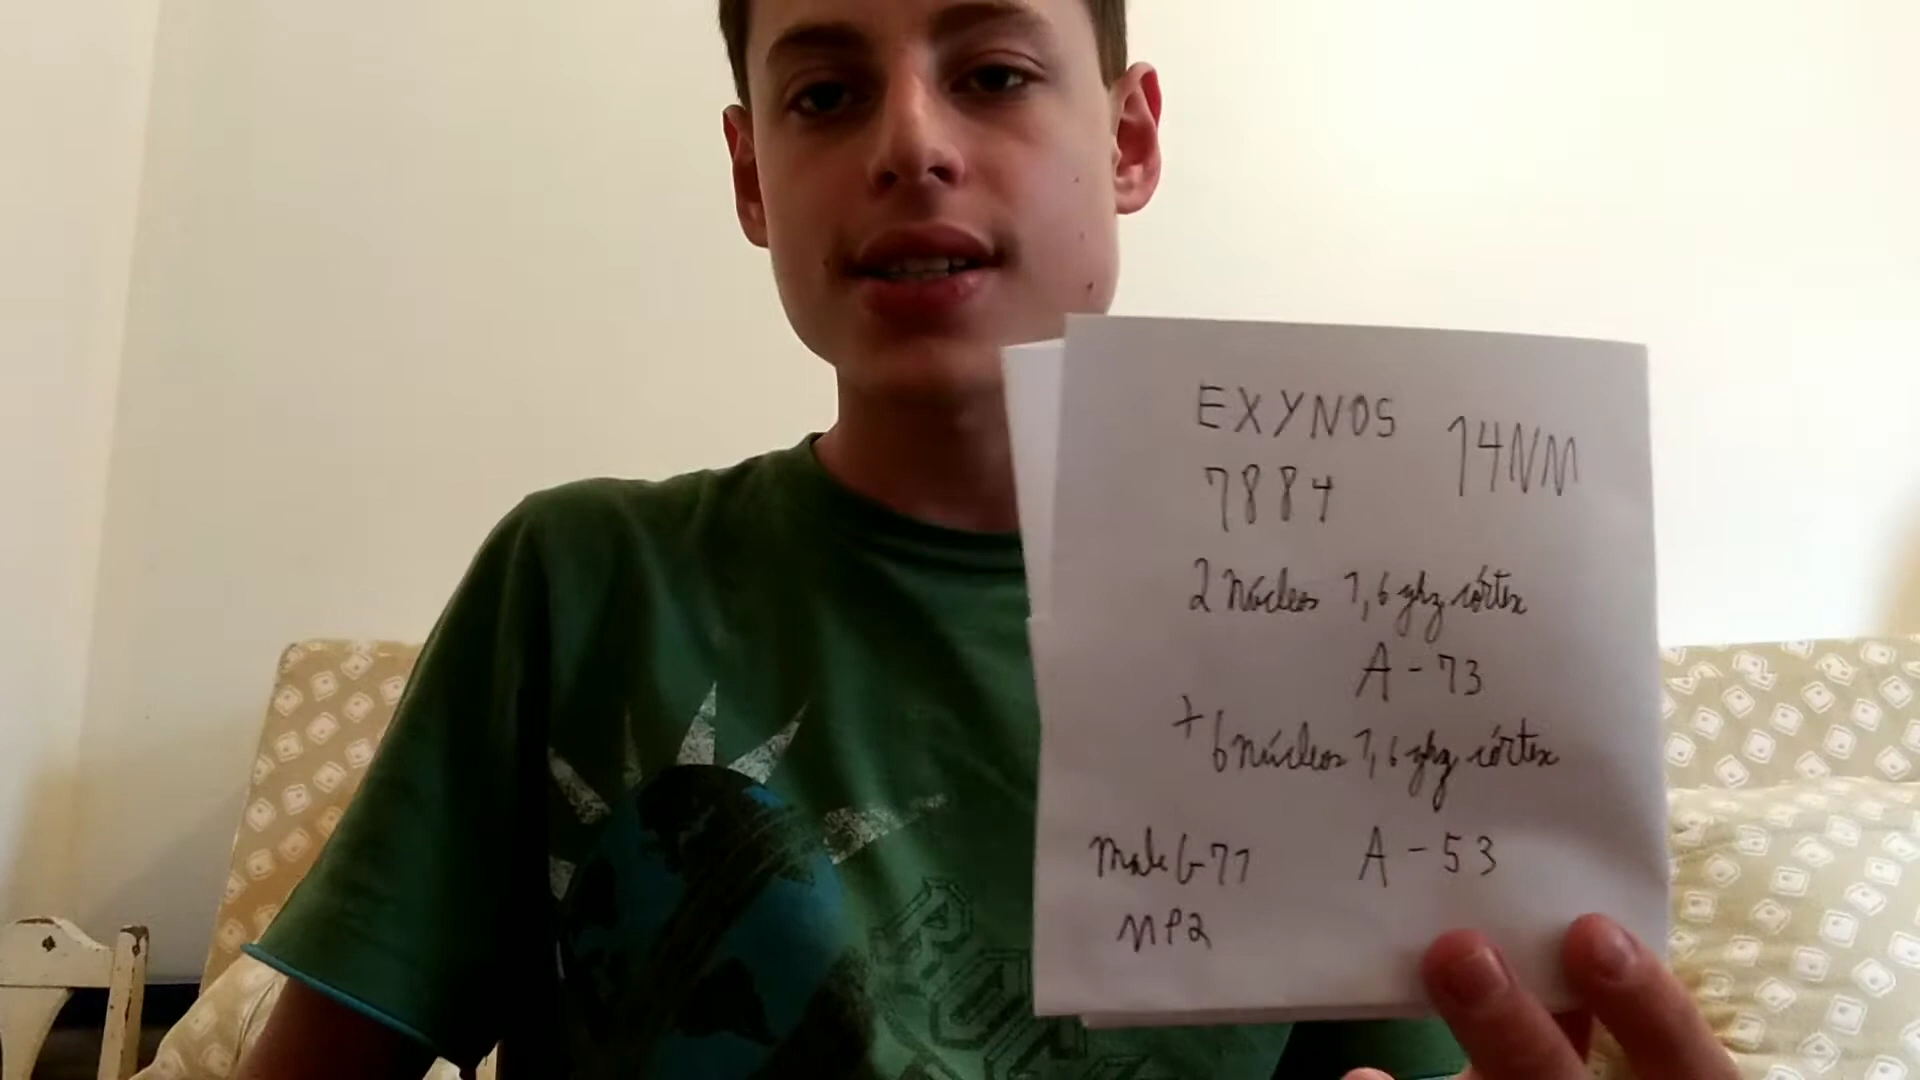 EXYNOS 14NM
7884
2 núcleos 1,6 ghz córtex
A-73
+ 6 núcleos 1,6 ghz córtex
A-53
Mali G-71
MP2